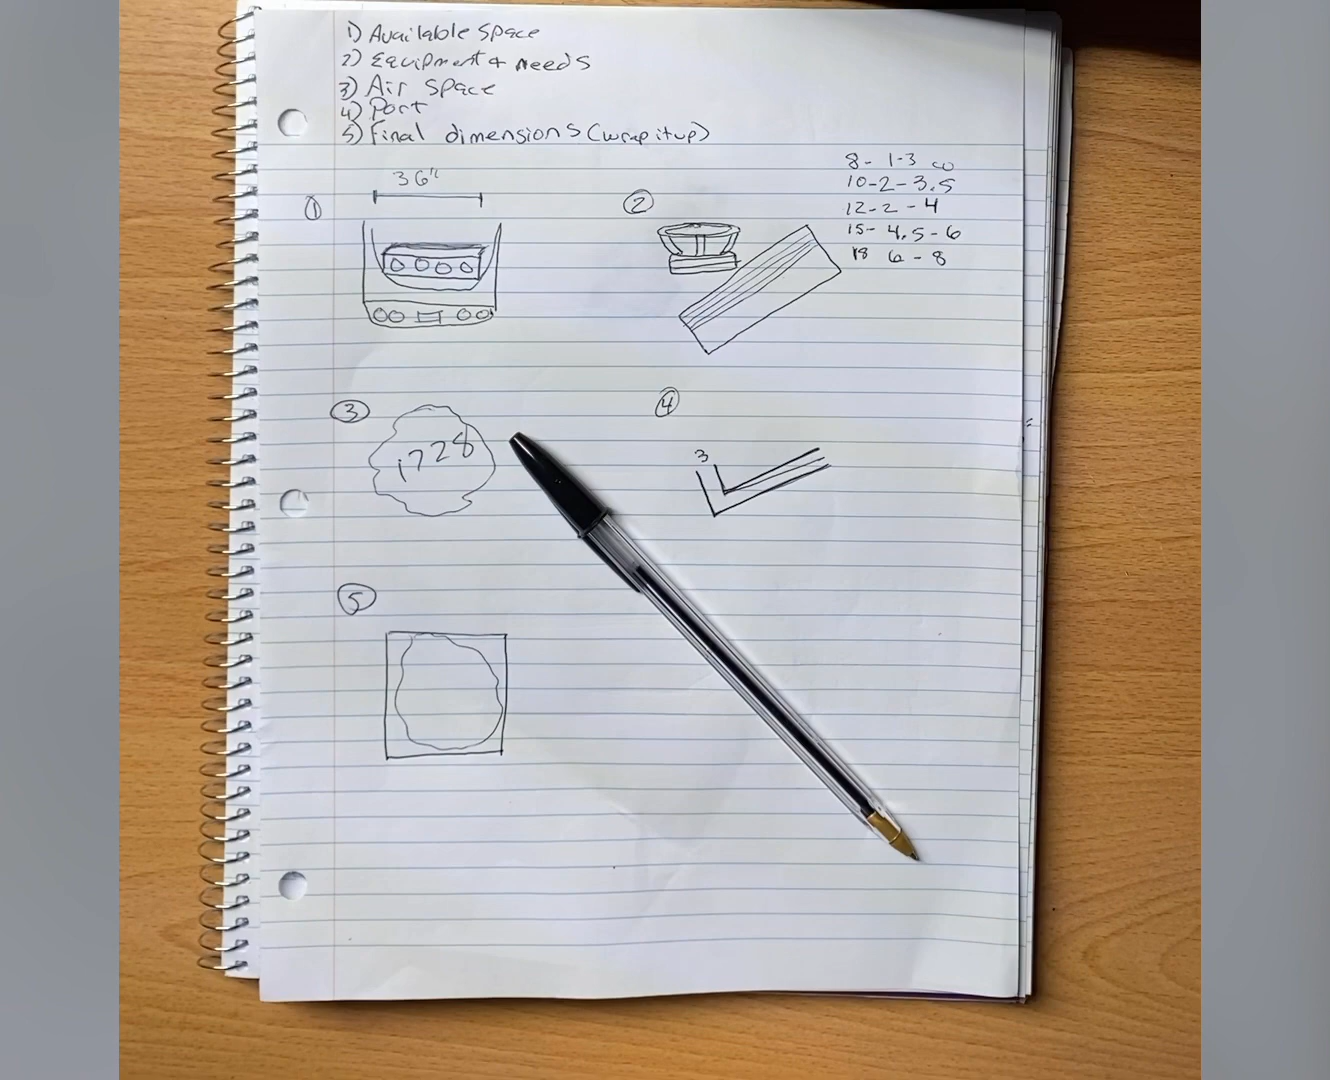 1) Available Space
2) Equipment + needs
3) Air Space
4) Port
5) Final dimensions (wrap it up)
8 - 1-3
10-2-3.5
12-2-4
15- 4.5-6
18 6-8
36"
①
②
③
1728
④
3
⑤